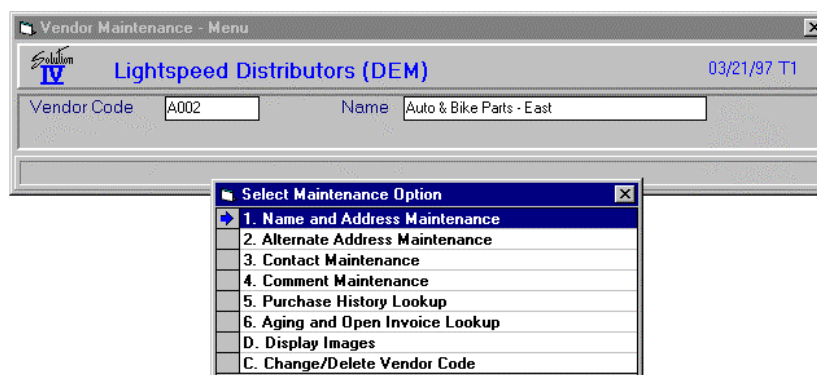 Vendor Maintenance - Menu
Solution IV
Lightspeed Distributors (DEM)
03/21/97 T1
Vendor Code A002 Name Auto & Bike Parts - East
Select Maintenance Option
1. Name and Address Maintenance
2. Alternate Address Maintenance
3. Contact Maintenance
4. Comment Maintenance
5. Purchase History Lookup
6. Aging and Open Invoice Lookup
D. Display Images
C. Change/Delete Vendor Code